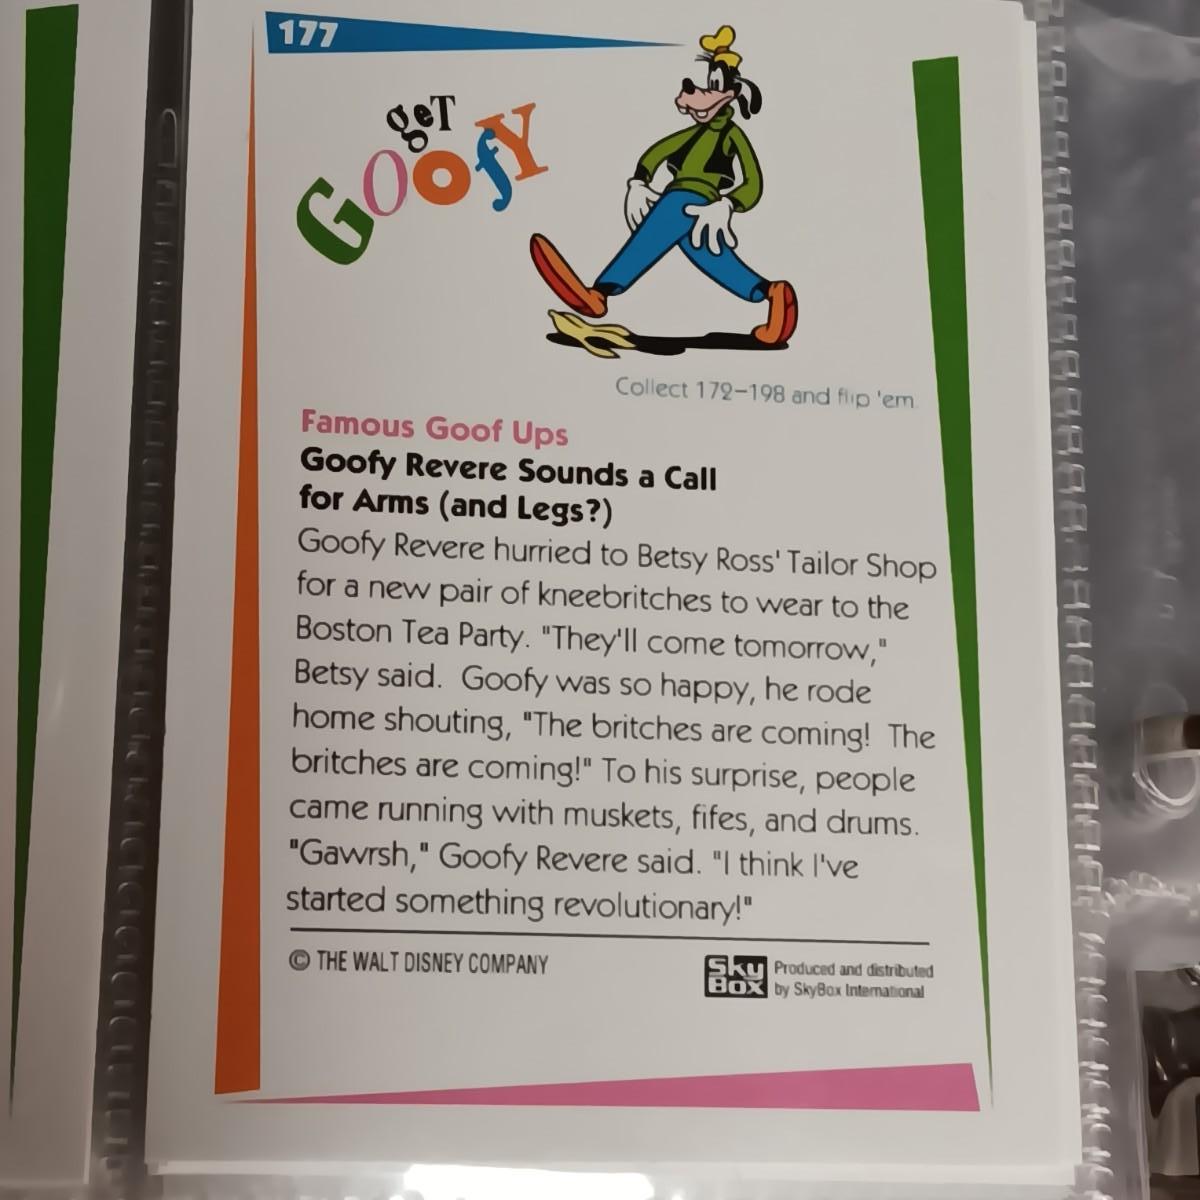 177
geT
GOOfY
Collect 172-198 and flip 'em.
Famous Goof Ups
Goofy Revere Sounds a Call
for Arms (and Legs?)
Goofy Revere hurried to Betsy Ross' Tailor Shop
for a new pair of kneebritches to wear to the
Boston Tea Party. "They'll come tomorrow,"
Betsy said. Goofy was so happy, he rode
home shouting, "The britches are coming! The
britches are coming!" To his surprise, people
came running with muskets, fifes, and drums.
"Gawrsh," Goofy Revere said. "I think I've
started something revolutionary!"
© THE WALT DISNEY COMPANY
SkyBox
Produced and distributed
by SkyBox International